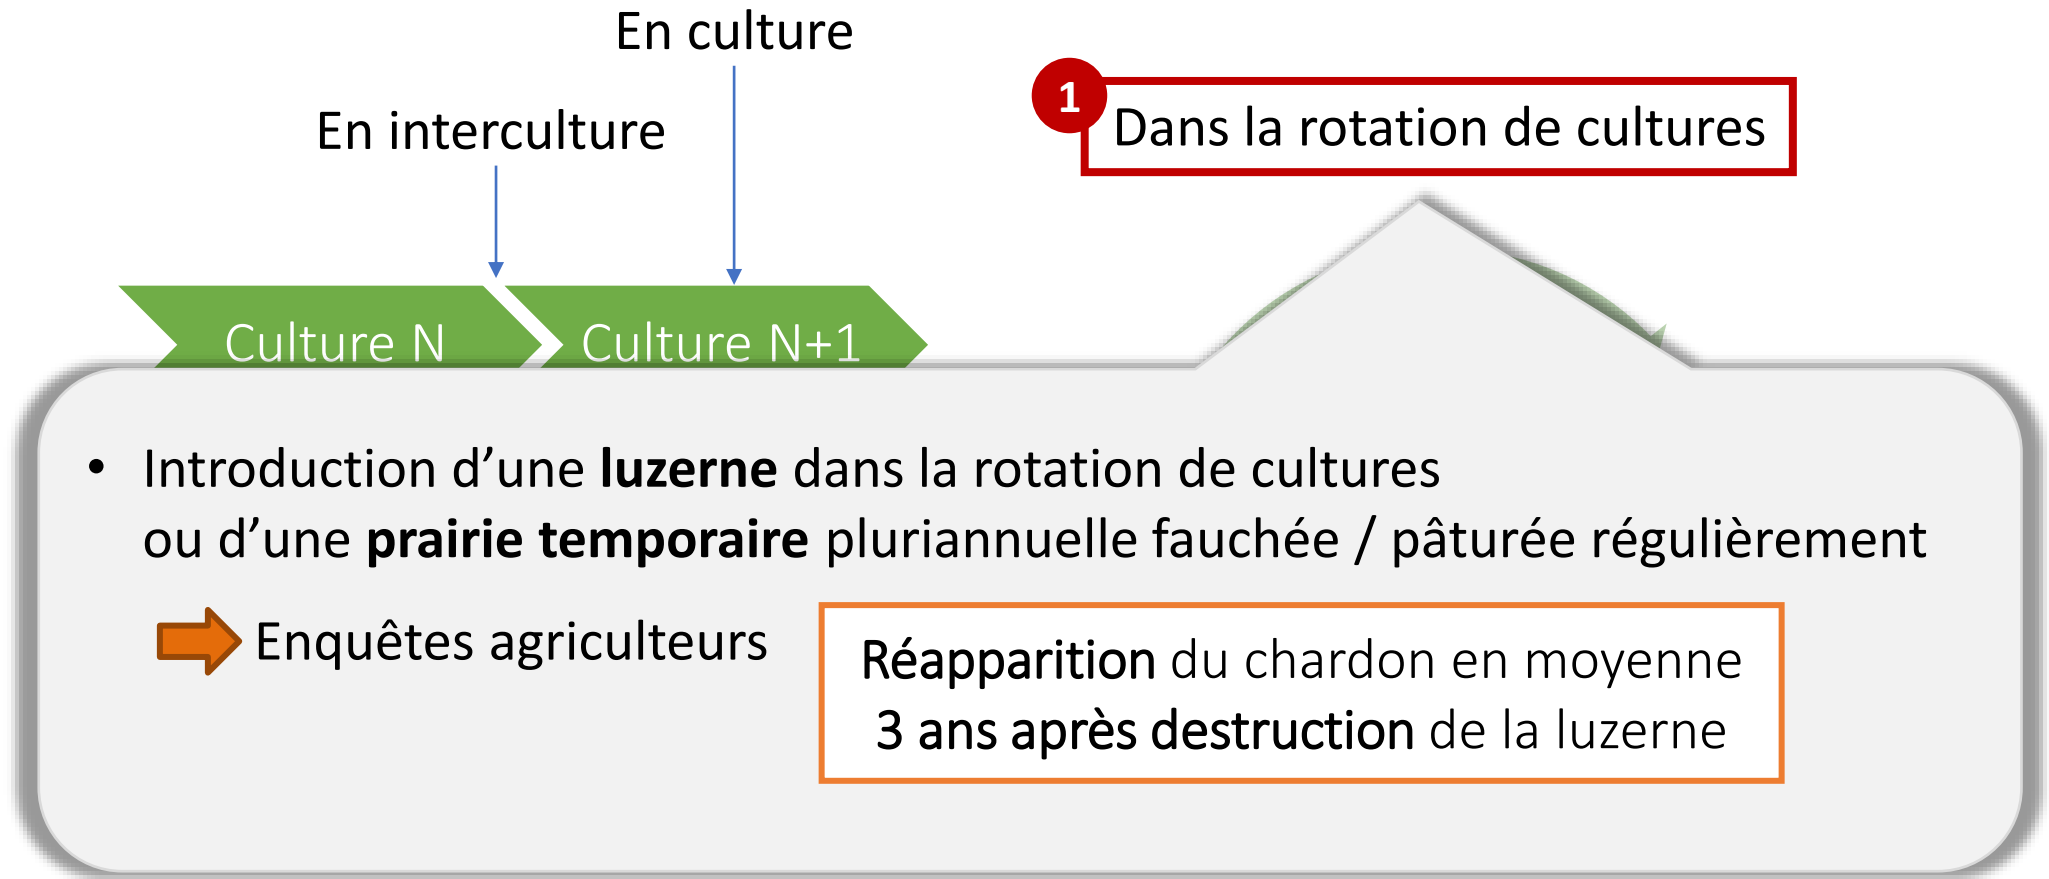 En culture
En interculture
1
Dans la rotation de cultures
Culture N
Culture N+1
• Introduction d’une luzerne dans la rotation de cultures
ou d’une prairie temporaire pluriannuelle fauchée / pâturée régulièrement
Enquêtes agriculteurs
Réapparition du chardon en moyenne
3 ans après destruction de la luzerne